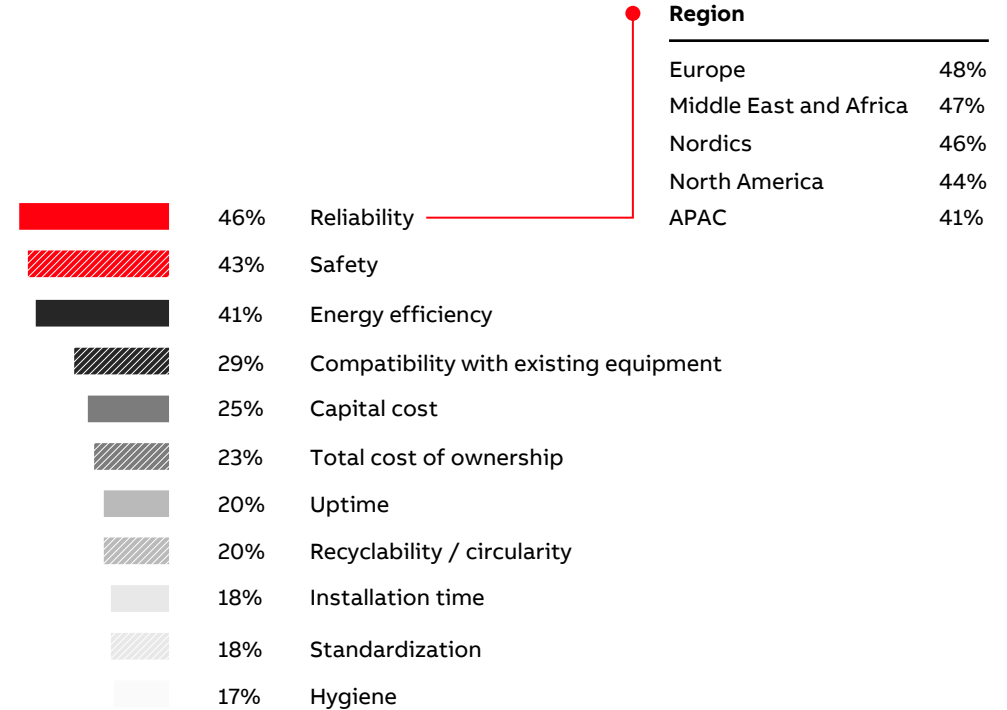 Region
Europe 48%
Middle East and Africa 47%
Nordics 46%
North America 44%
APAC 41%
46% Reliability
43% Safety
41% Energy efficiency
29% Compatibility with existing equipment
25% Capital cost
23% Total cost of ownership
20% Uptime
20% Recyclability / circularity
18% Installation time
18% Standardization
17% Hygiene